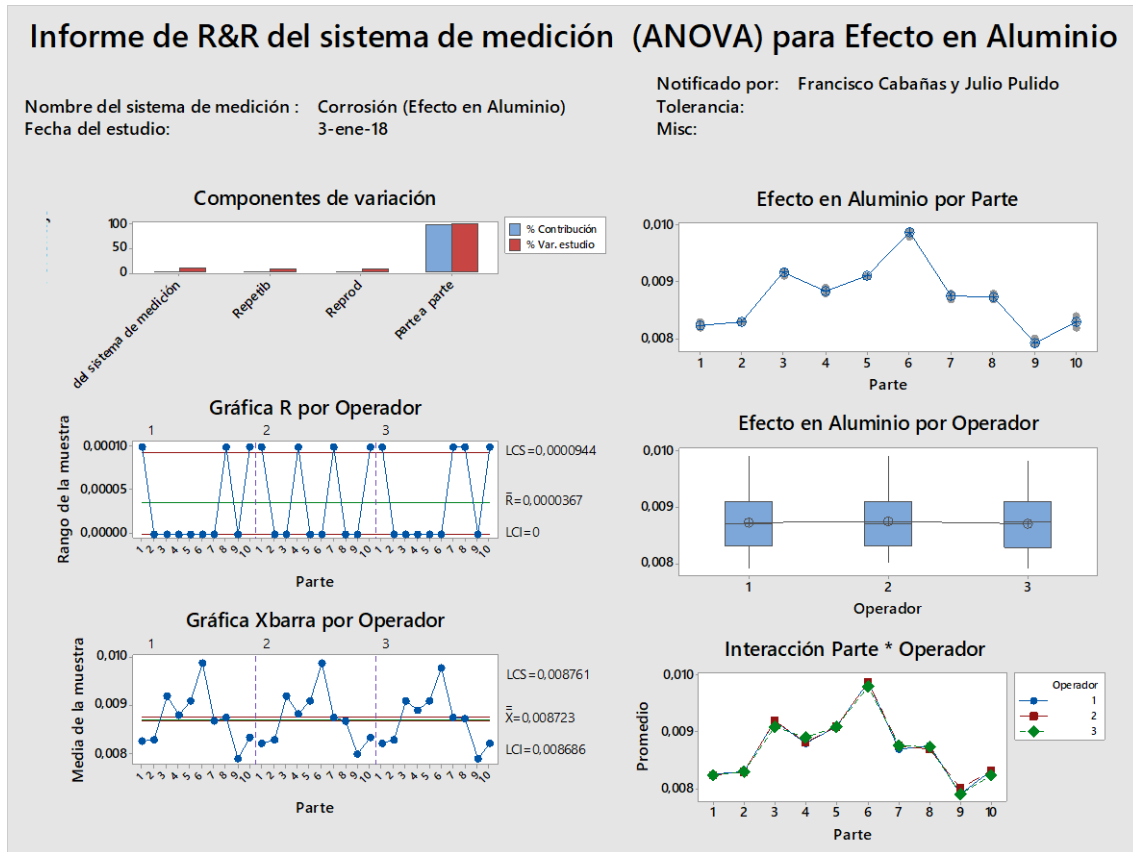 Informe de R&R del sistema de medición (ANOVA) para Efecto en Aluminio
Nombre del sistema de medición : Corrosión (Efecto en Aluminio)
Fecha del estudio: 3-ene-18
Notificado por: Francisco Cabañas y Julio Pulido
Tolerancia:
Misc:
Componentes de variación
100
50
0
% Contribución
% Var. estudio
del sistema de medición
Repetib
Reprod
parte a parte
Efecto en Aluminio por Parte
0,010
0,009
0,008
1 2 3 4 5 6 7 8 9 10
Parte
Gráfica R por Operador
1 2 3
Rango de la muestra
0,00010
0,00005
0,00000
LCS=0,0000944
R=0,0000367
LCI=0
1 2 3 4 5 6 7 8 9 10 1 2 3 4 5 6 7 8 9 10 1 2 3 4 5 6 7 8 9 10
Parte
Efecto en Aluminio por Operador
0,010
0,009
0,008
1 2 3
Operador
Gráfica Xbarra por Operador
1 2 3
Media de la muestra
0,010
0,009
0,008
LCS=0,008761
X=0,008723
LCI=0,008686
1 2 3 4 5 6 7 8 9 10 1 2 3 4 5 6 7 8 9 10 1 2 3 4 5 6 7 8 9 10
Parte
Interacción Parte * Operador
Promedio
0,010
0,009
0,008
1 2 3 4 5 6 7 8 9 10
Parte
Operador
1
2
3